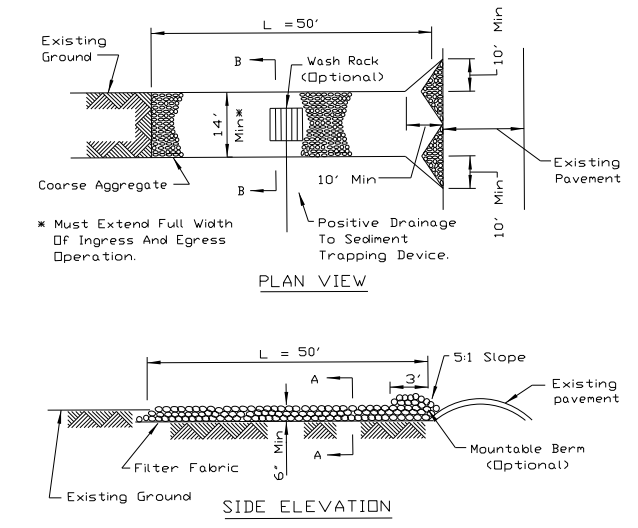 L = 50'
10' Min
Existing
Ground
B
Wash Rack
(Optional)
14'
Min*
Existing
Pavement
10' Min
Coarse Aggregate
B
* Must Extend Full Width
Of Ingress And Egress
Operation.
Positive Drainage
To Sediment
Trapping Device.
10' Min
PLAN VIEW
L = 50'
5:1 Slope
A
3'
Existing
pavement
6" Min
A
Mountable Berm
(Optional)
Filter Fabric
Existing Ground
SIDE ELEVATION